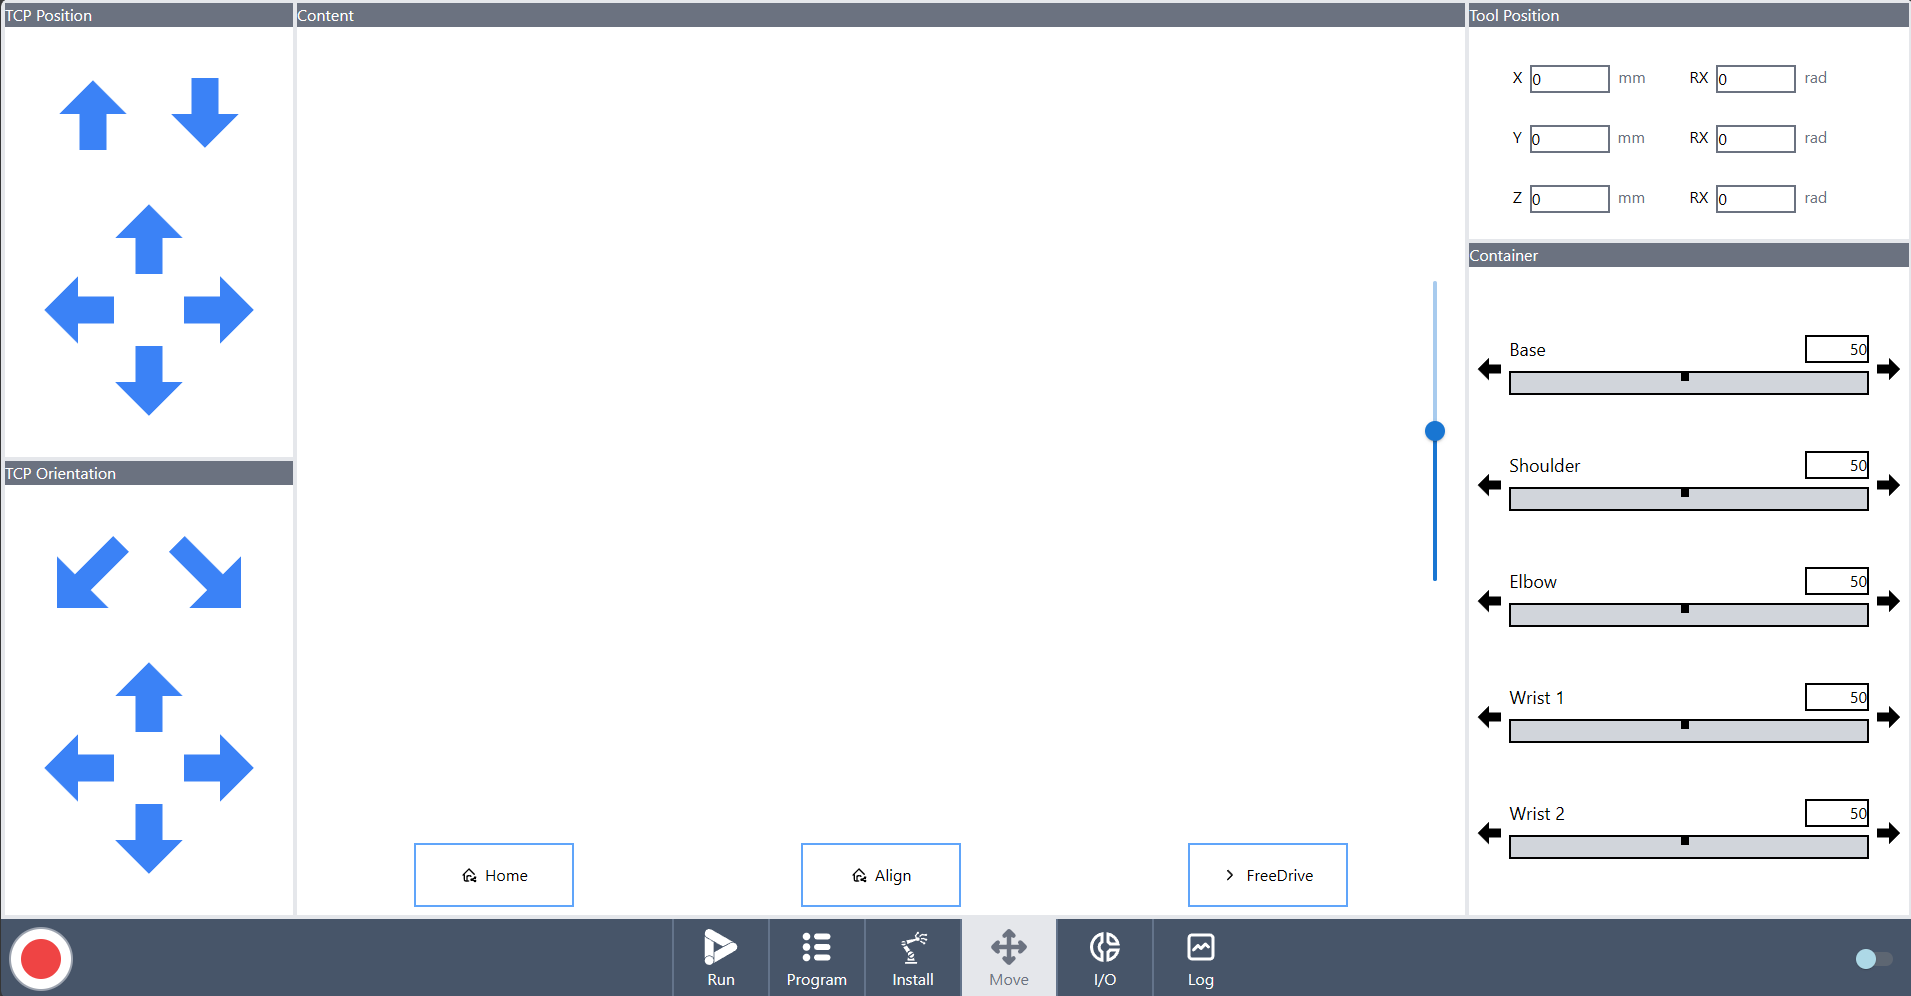 TCP Position
Content
Tool Position
X 0 mm RX 0 rad
Y 0 mm RX 0 rad
Z 0 mm RX 0 rad
Container
Base 50
Shoulder 50
Elbow 50
Wrist 1 50
Wrist 2 50
TCP Orientation
Home
Align
FreeDrive
Run
Program
Install
Move
I/O
Log